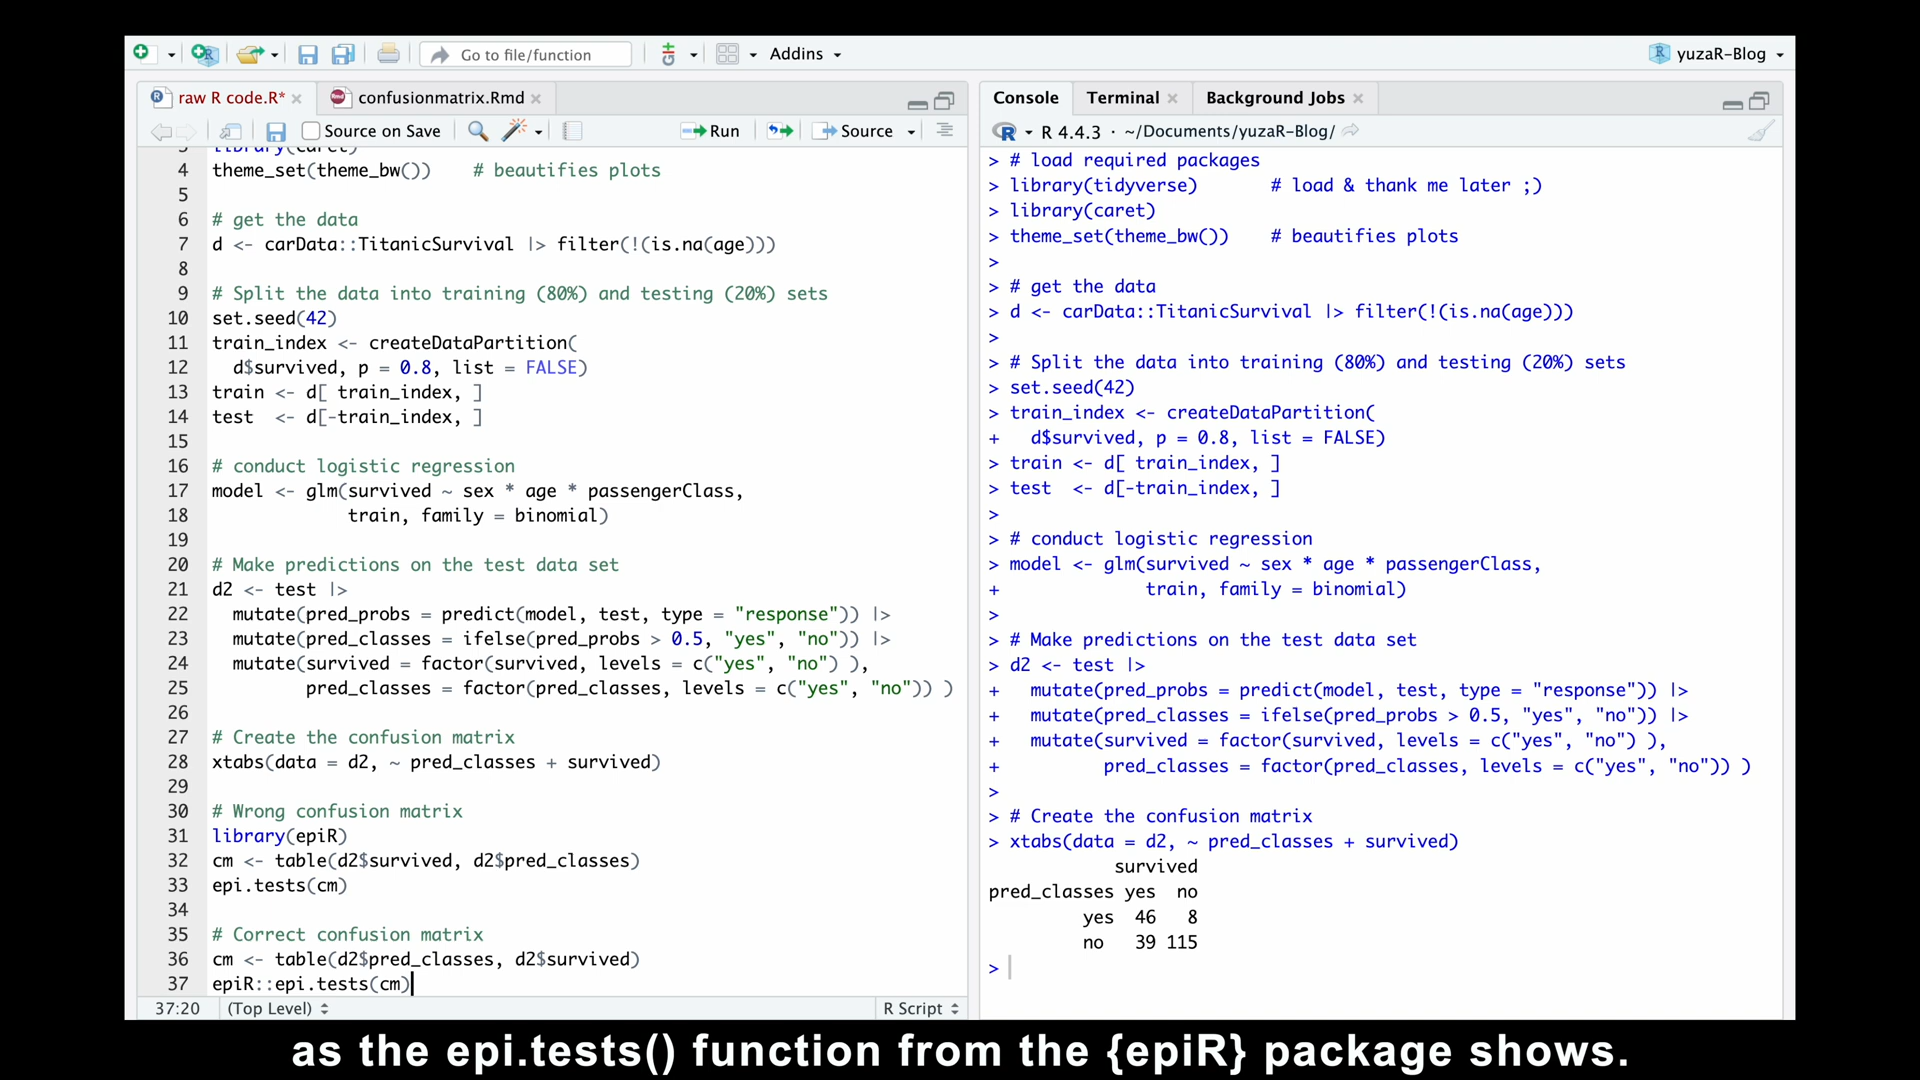 Go to file/function
Addins
yuzaR-Blog
raw R code.R*
confusionmatrix.Rmd
Source on Save
Run
Source
library(caret)
4 theme_set(theme_bw())    # beautifies plots
5
6 # get the data
7 d <- carData::TitanicSurvival |> filter(!(is.na(age)))
8
9 # Split the data into training (80%) and testing (20%) sets
10 set.seed(42)
11 train_index <- createDataPartition(
12   d$survived, p = 0.8, list = FALSE)
13 train <- d[ train_index, ]
14 test  <- d[-train_index, ]
15
16 # conduct logistic regression
17 model <- glm(survived ~ sex * age * passengerClass,
18              train, family = binomial)
19
20 # Make predictions on the test data set
21 d2 <- test |>
22   mutate(pred_probs = predict(model, test, type = "response")) |>
23   mutate(pred_classes = ifelse(pred_probs > 0.5, "yes", "no")) |>
24   mutate(survived = factor(survived, levels = c("yes", "no") ),
25          pred_classes = factor(pred_classes, levels = c("yes", "no")) )
26
27 # Create the confusion matrix
28 xtabs(data = d2, ~ pred_classes + survived)
29
30 # Wrong confusion matrix
31 library(epiR)
32 cm <- table(d2$survived, d2$pred_classes)
33 epi.tests(cm)
34
35 # Correct confusion matrix
36 cm <- table(d2$pred_classes, d2$survived)
37 epiR::epi.tests(cm)
37:20 (Top Level) R Script
Console Terminal Background Jobs
R 4.4.3 · ~/Documents/yuzaR-Blog/
> # load required packages
> library(tidyverse)       # load & thank me later ;)
> library(caret)
> theme_set(theme_bw())    # beautifies plots
>
> # get the data
> d <- carData::TitanicSurvival |> filter(!(is.na(age)))
>
> # Split the data into training (80%) and testing (20%) sets
> set.seed(42)
> train_index <- createDataPartition(
+   d$survived, p = 0.8, list = FALSE)
> train <- d[ train_index, ]
> test  <- d[-train_index, ]
>
> # conduct logistic regression
> model <- glm(survived ~ sex * age * passengerClass,
+              train, family = binomial)
>
> # Make predictions on the test data set
> d2 <- test |>
+   mutate(pred_probs = predict(model, test, type = "response")) |>
+   mutate(pred_classes = ifelse(pred_probs > 0.5, "yes", "no")) |>
+   mutate(survived = factor(survived, levels = c("yes", "no") ),
+          pred_classes = factor(pred_classes, levels = c("yes", "no")) )
>
> # Create the confusion matrix
> xtabs(data = d2, ~ pred_classes + survived)
            survived
pred_classes yes  no
         yes  46   8
         no   39 115
>
as the epi.tests() function from the {epiR} package shows.